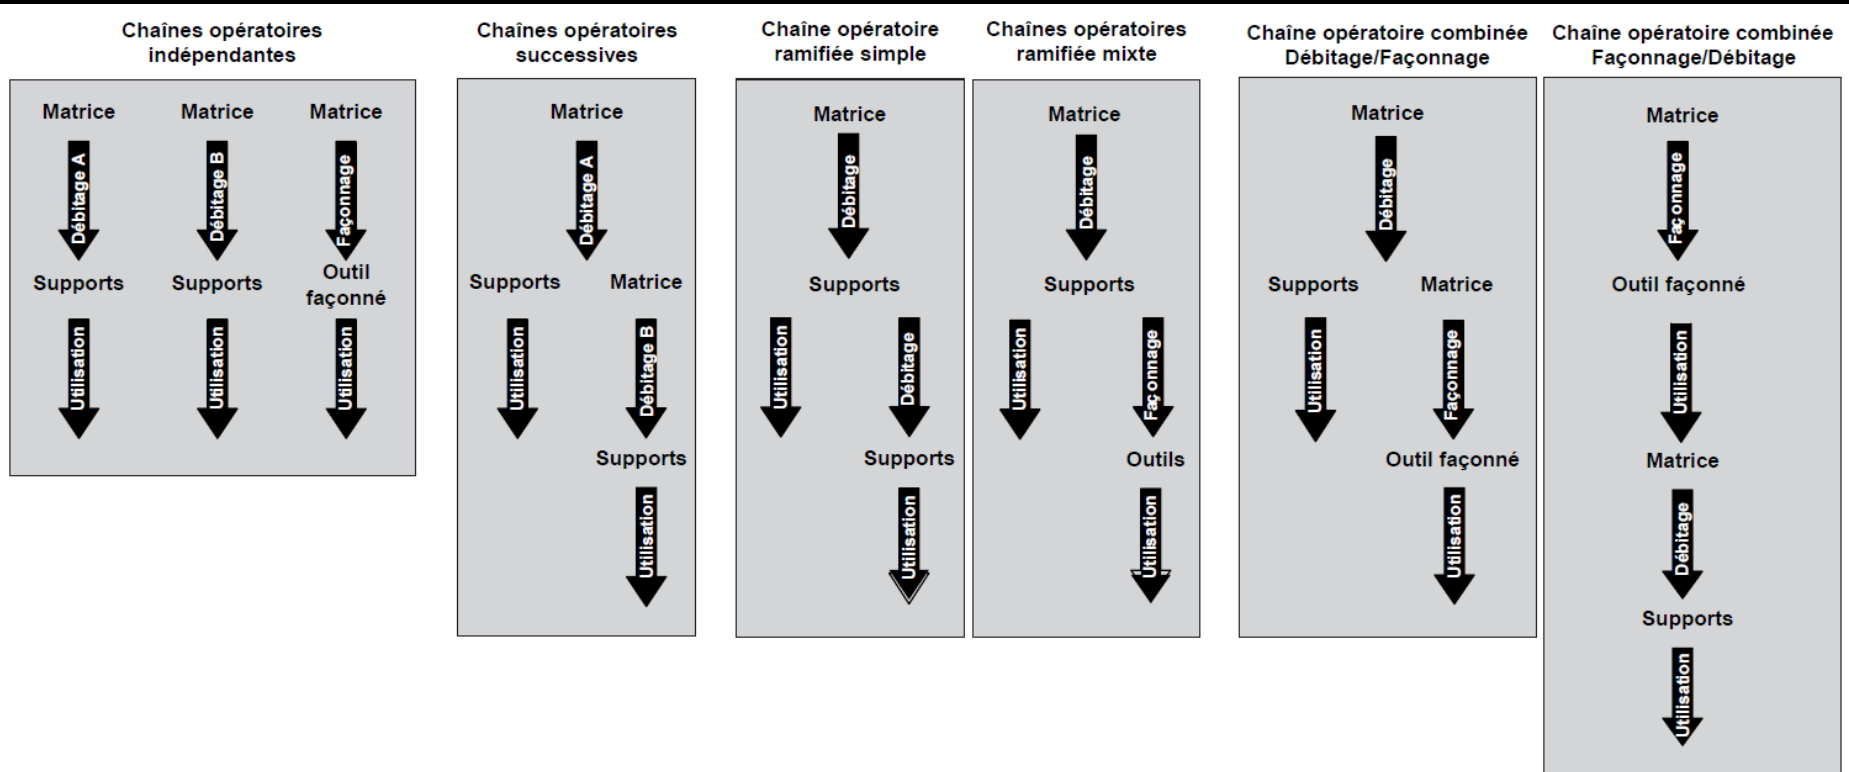 Chaînes opératoires
indépendantes
Matrice
Débitage A
Supports
Utilisation
Matrice
Débitage B
Supports
Utilisation
Matrice
Façonnage
Outil
façonné
Utilisation
Chaînes opératoires
successives
Matrice
Débitage A
Supports
Utilisation
Matrice
Débitage B
Supports
Utilisation
Chaîne opératoire
ramifiée simple
Matrice
Débitage
Supports
Utilisation
Débitage
Supports
Utilisation
Chaînes opératoires
ramifiée mixte
Matrice
Débitage
Supports
Utilisation
Façonnage
Outils
Utilisation
Chaîne opératoire combinée
Débitage/Façonnage
Matrice
Débitage
Supports
Utilisation
Matrice
Façonnage
Outil façonné
Utilisation
Chaîne opératoire combinée
Façonnage/Débitage
Matrice
Façonnage
Outil façonné
Utilisation
Matrice
Débitage
Supports
Utilisation